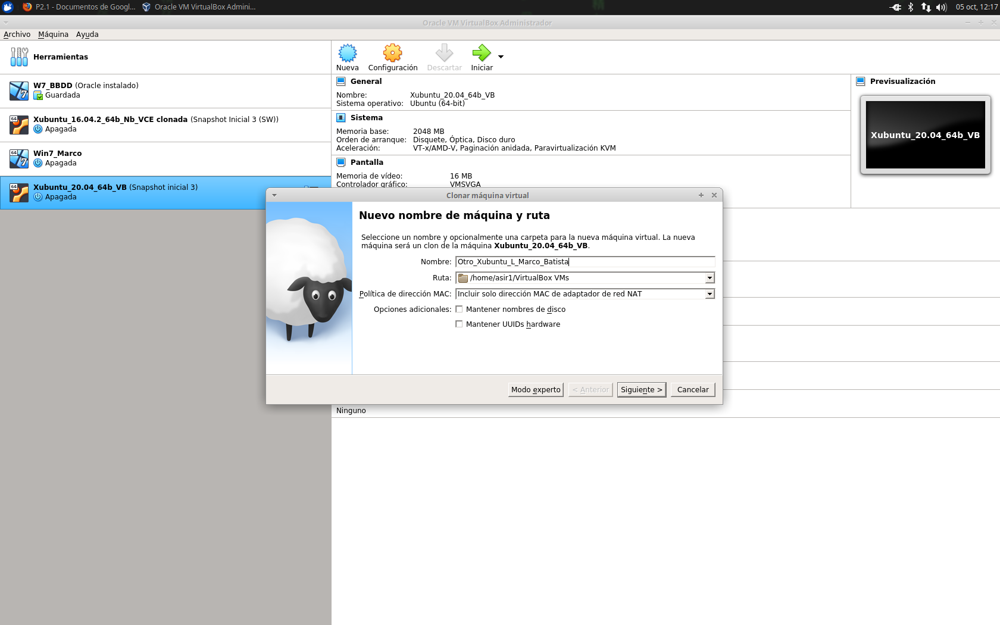 P2.1 - Documentos de Googl...
Oracle VM VirtualBox Admini...
05 oct, 12:17
Oracle VM VirtualBox Administrador
Archivo Máquina Ayuda
Herramientas
Nueva Configuración Descartar Iniciar
W7_BBDD (Oracle instalado)
Guardada
64
Xubuntu_16.04.2_64b_Nb_VCE clonada (Snapshot Inicial 3 (SW))
Apagada
64
Win7_Marco
Apagada
64
Xubuntu_20.04_64b_VB (Snapshot inicial 3)
Apagada
General
Nombre: Xubuntu_20.04_64b_VB
Sistema operativo: Ubuntu (64-bit)
Sistema
Memoria base: 2048 MB
Orden de arranque: Disquete, Óptica, Disco duro
Aceleración: VT-x/AMD-V, Paginación anidada, Paravirtualización KVM
Pantalla
Memoria de vídeo: 16 MB
Controlador gráfico: VMSVGA
Previsualización
Xubuntu_20.04_64b_VB
Clonar máquina virtual
Nuevo nombre de máquina y ruta
Seleccione un nombre y opcionalmente una carpeta para la nueva máquina virtual. La nueva
máquina será un clon de la máquina Xubuntu_20.04_64b_VB.
Nombre: Otro_Xubuntu_L_Marco_Batista
Ruta: /home/asir1/VirtualBox VMs
Política de dirección MAC: Incluir solo dirección MAC de adaptador de red NAT
Opciones adicionales: Mantener nombres de disco
Mantener UUIDs hardware
Modo experto < Anterior Siguiente > Cancelar
Ninguno